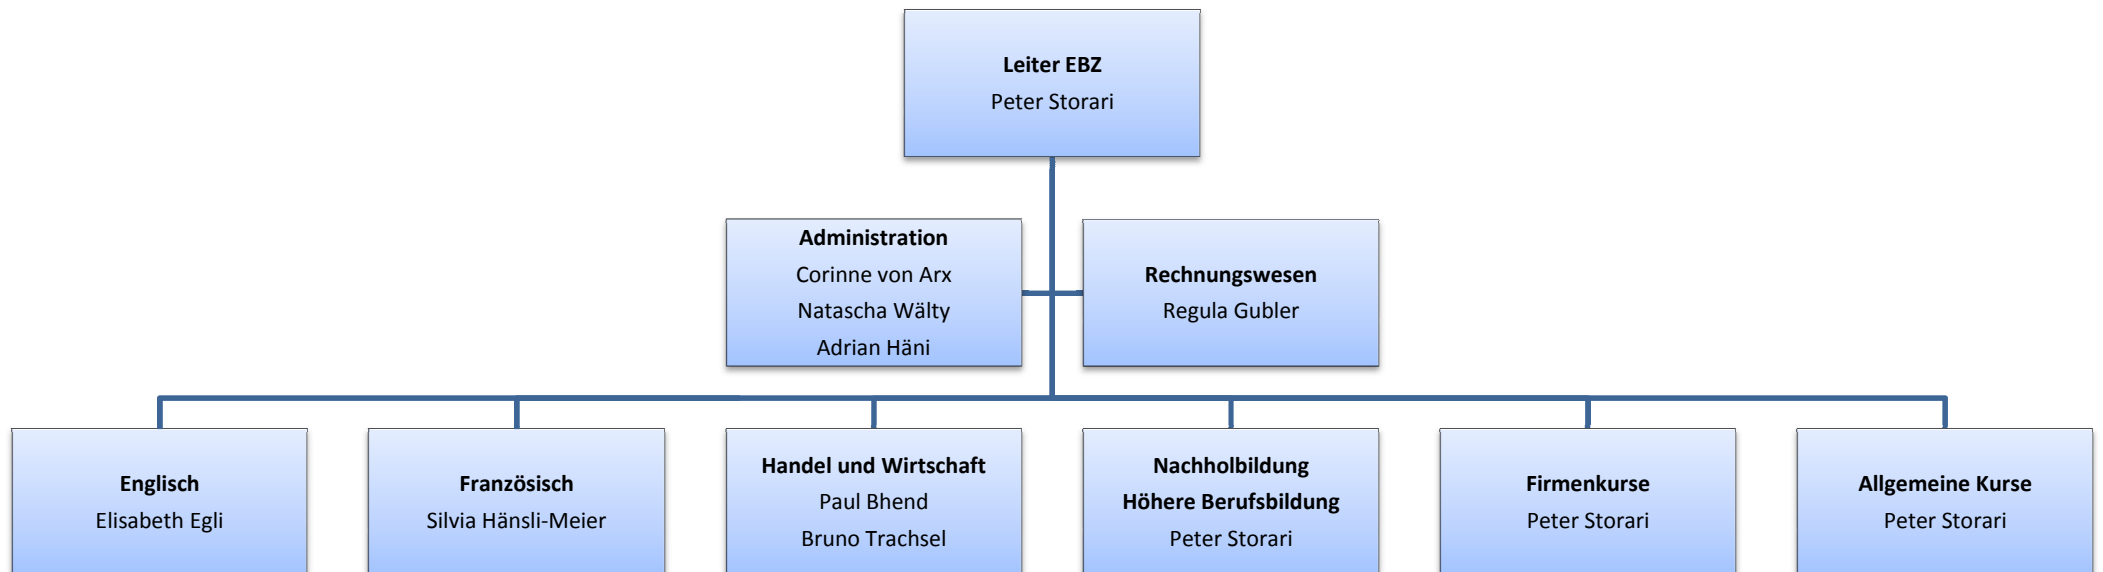 Leiter EBZ
Peter Storari
Administration
Corinne von Arx
Natascha Wälty
Adrian Häni
Rechnungswesen
Regula Gubler
Englisch
Elisabeth Egli
Französisch
Silvia Hänsli-Meier
Handel und Wirtschaft
Paul Bhend
Bruno Trachsel
Nachholbildung
Höhere Berufsbildung
Peter Storari
Firmenkurse
Peter Storari
Allgemeine Kurse
Peter Storari